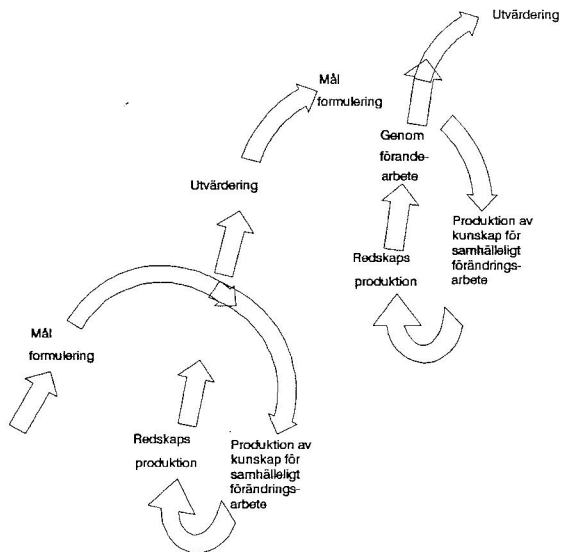 Utvärdering
Mål
formulering
Genom
förande-
arbete
Utvärdering
Produktion av
kunskap för
samhälleligt
förändrings-
arbete
Redskaps
produktion
Mål
formulering
Redskaps
produktion
Produktion av
kunskap för
samhälleligt
förändrings-
arbete